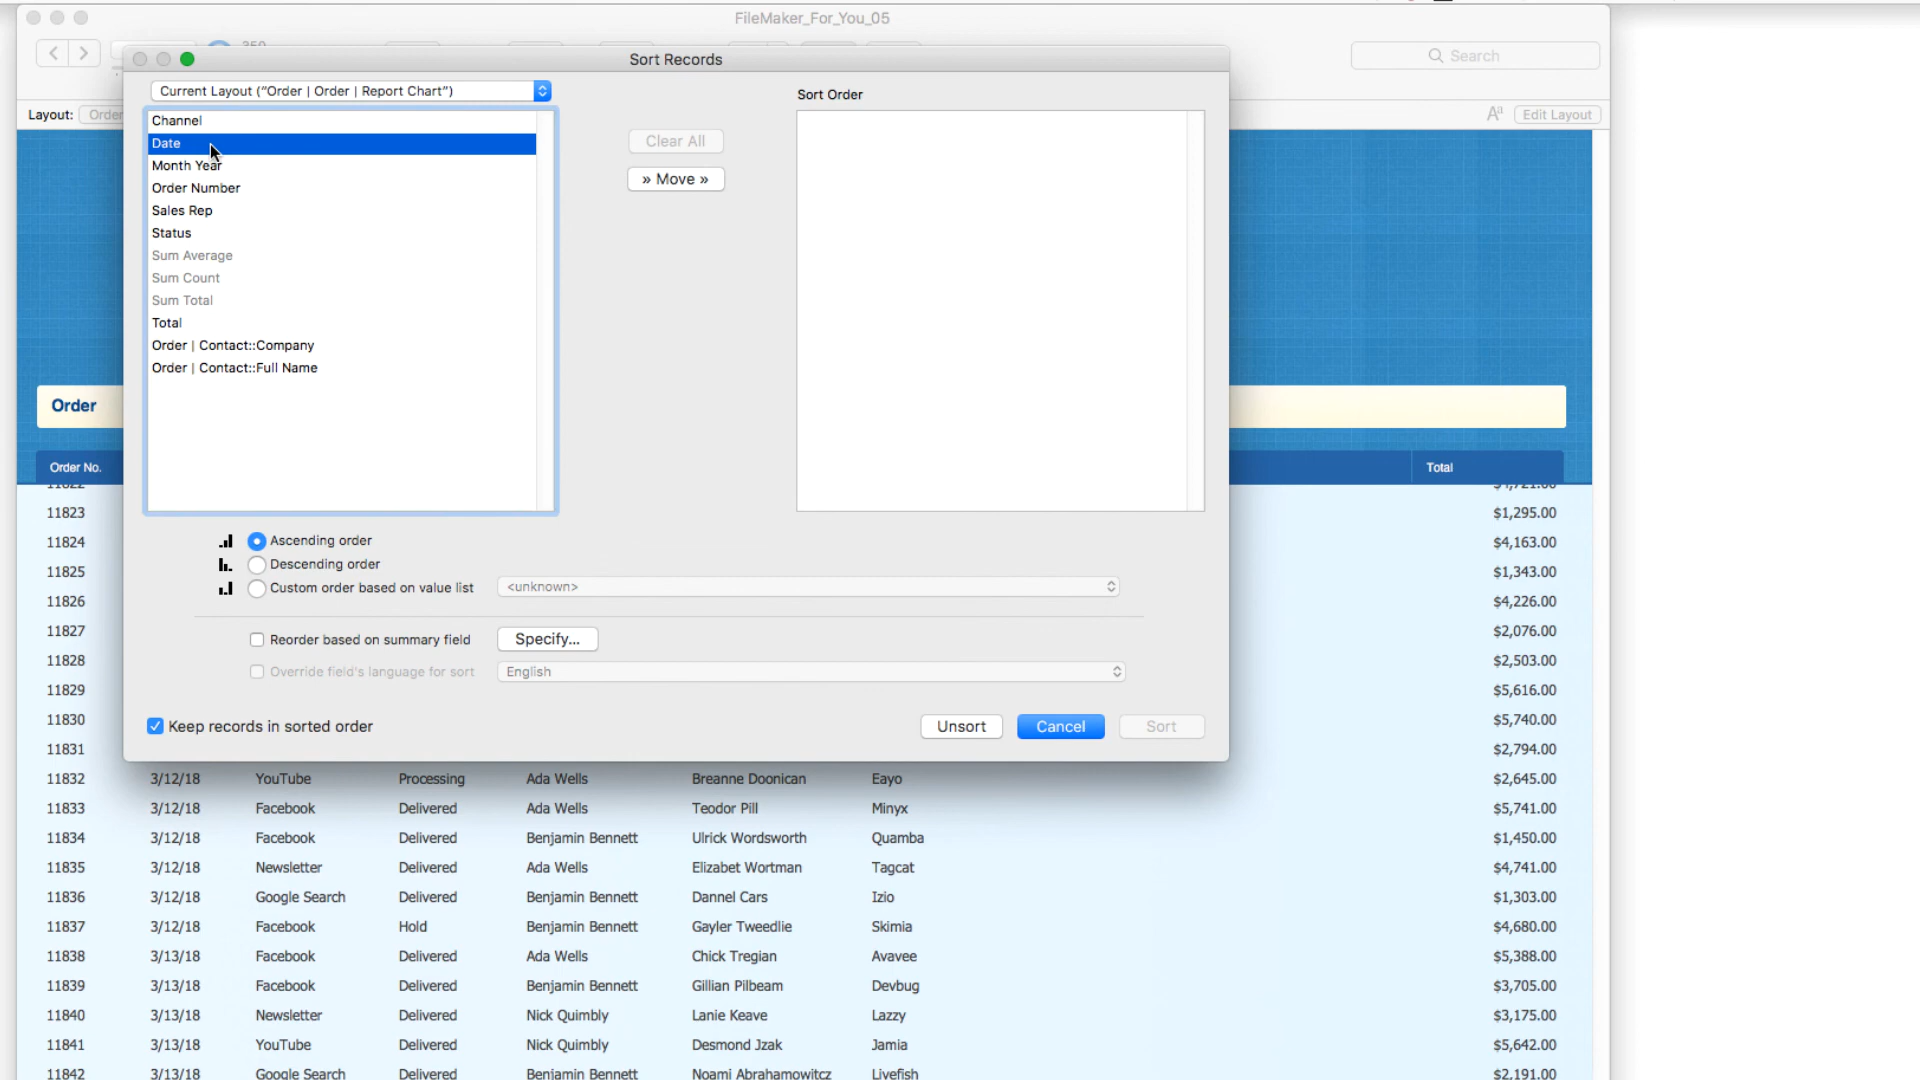 FileMaker_For_You_05
Search
Sort Records
Current Layout ("Order | Order | Report Chart")
Sort Order
Layout:
Edit Layout
Channel
Date
Month Year
Order Number
Sales Rep
Status
Sum Average
Sum Count
Sum Total
Total
Order | Contact::Company
Order | Contact::Full Name
Clear All
» Move »
Order
Order No.
Total
11823 $1,295.00
11824 $4,163.00
11825 $1,343.00
11826 $4,226.00
11827 $2,076.00
11828 $2,503.00
11829 $5,616.00
11830 $5,740.00
11831 $2,794.00
Ascending order
Descending order
Custom order based on value list <unknown>
Reorder based on summary field Specify...
Override field's language for sort English
Keep records in sorted order
Unsort
Cancel
Sort
11832 3/12/18 YouTube Processing Ada Wells Breanne Doonican Eayo $2,645.00
11833 3/12/18 Facebook Delivered Ada Wells Teodor Pill Minyx $5,741.00
11834 3/12/18 Facebook Delivered Benjamin Bennett Ulrick Wordsworth Quamba $1,450.00
11835 3/12/18 Newsletter Delivered Ada Wells Elizabet Wortman Tagcat $4,741.00
11836 3/12/18 Google Search Delivered Benjamin Bennett Dannel Cars Izio $1,303.00
11837 3/12/18 Facebook Hold Benjamin Bennett Gayler Tweedlie Skimia $4,680.00
11838 3/13/18 Facebook Delivered Ada Wells Chick Tregian Avavee $5,388.00
11839 3/13/18 Facebook Delivered Benjamin Bennett Gillian Pilbeam Devbug $3,705.00
11840 3/13/18 Newsletter Delivered Nick Quimbly Lanie Keave Lazzy $3,175.00
11841 3/13/18 YouTube Delivered Nick Quimbly Desmond Jzak Jamia $5,642.00
11842 3/13/18 Google Search Delivered Benjamin Bennett Noami Abrahamowitcz Livefish $2,191.00